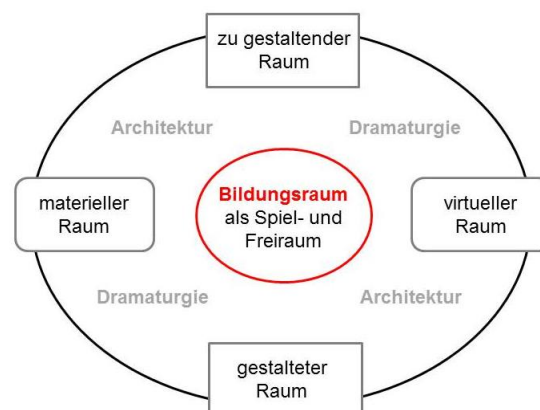 zu gestaltender
Raum
Architektur
Dramaturgie
materieller
Raum
Bildungsraum
als Spiel- und
Freiraum
virtueller
Raum
Dramaturgie
Architektur
gestalteter
Raum